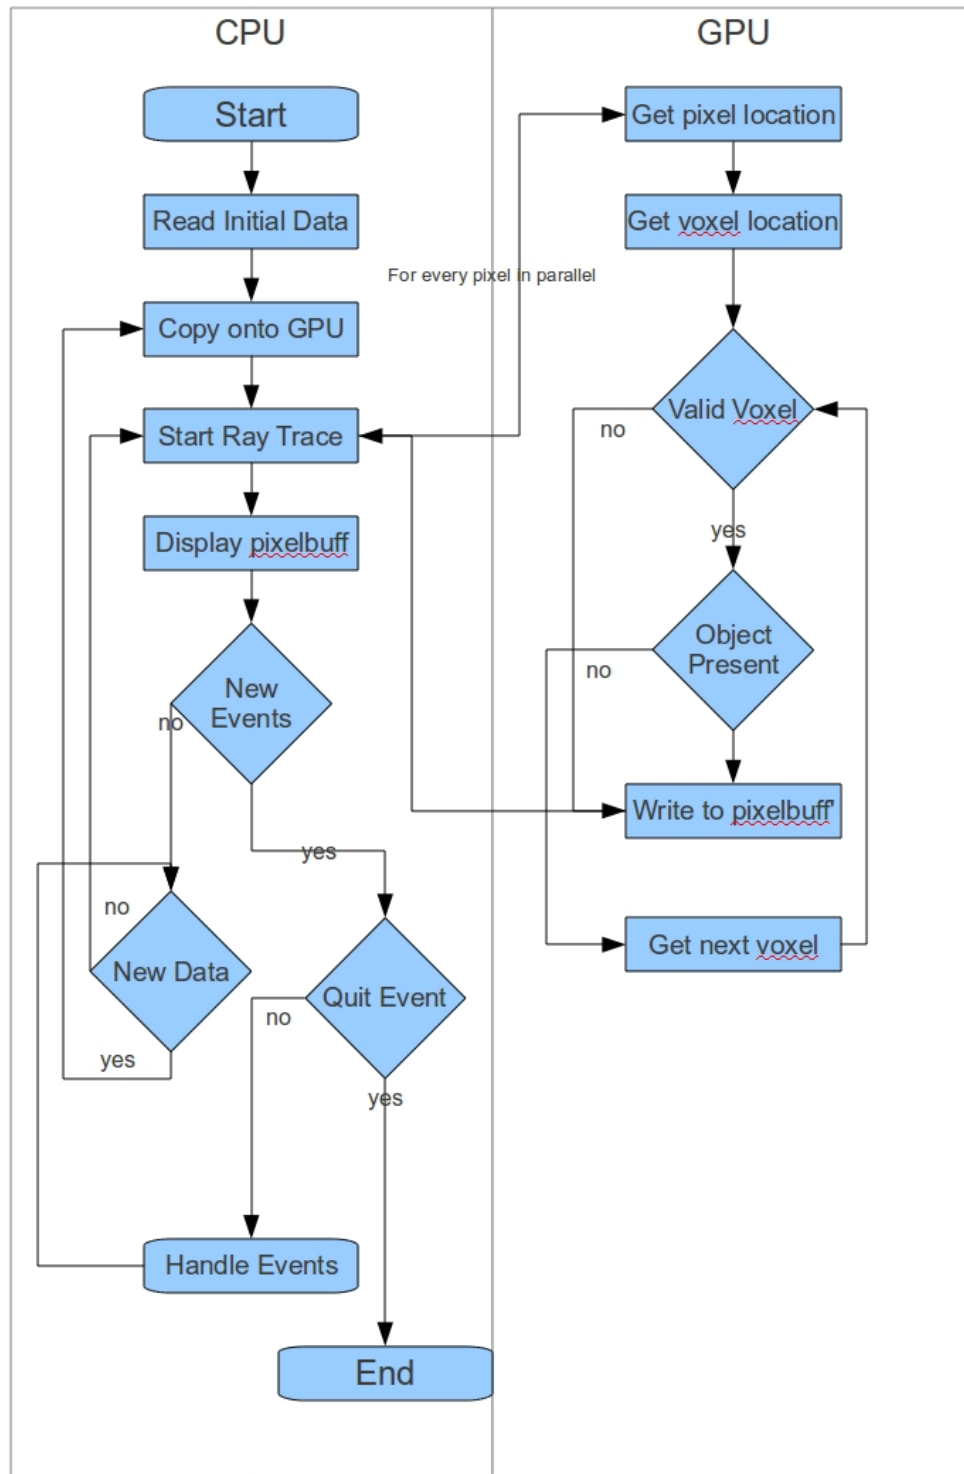 CPU
Start
Read Initial Data
Copy onto GPU
Start Ray Trace
Display pixelbuff
New
Events
no
yes
no
New Data
yes
Quit Event
no
yes
Handle Events
End
GPU
Get pixel location
Get voxel location
For every pixel in parallel
Valid Voxel
no
yes
Object
Present
no
Write to pixelbuff'
Get next voxel